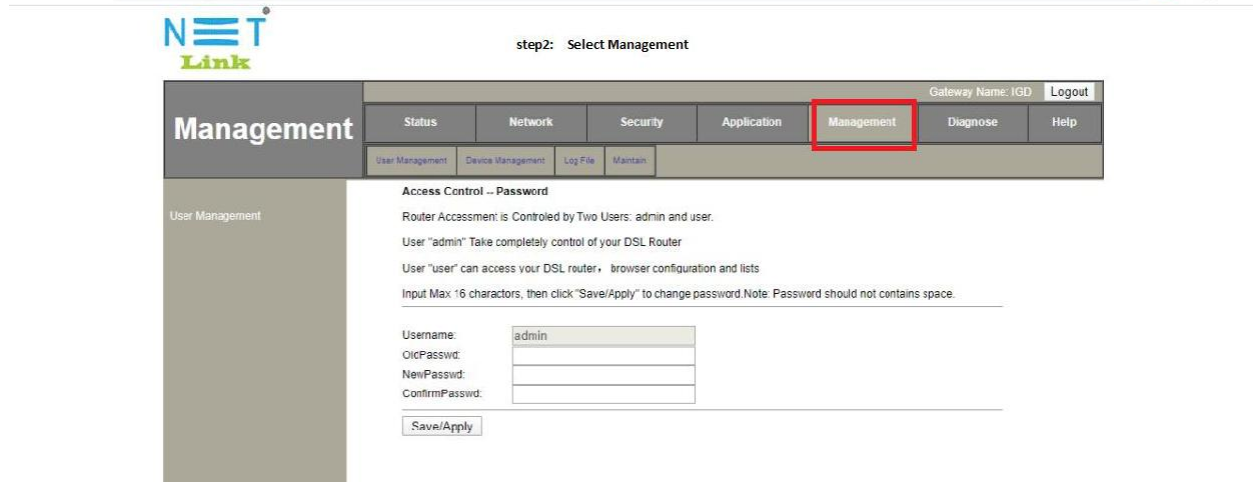 NET
Link
step2: Select Management
Gateway Name: IGD Logout
Management
Status Network Security Application Management Diagnose Help
User Management Device Management Log File Maintain
User Management
Access Control -- Password
Router Accessment is Controled by Two Users: admin and user.
User "admin" Take completely control of your DSL Router
User "user" can access your DSL router， browser configuration and lists
Input Max 16 charactors, then click "Save/Apply" to change password.Note: Password should not contains space.
Username: admin
OldPasswd:
NewPasswd:
ConfirmPasswd:
Save/Apply